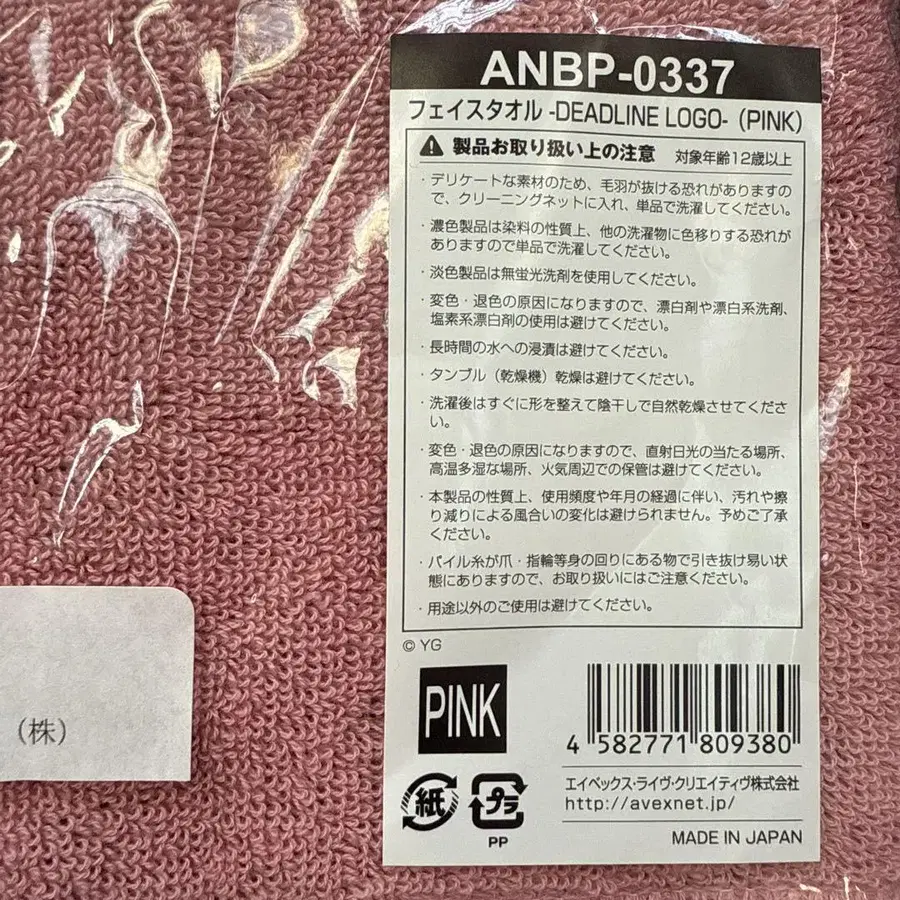 ANBP-0337
フェイスタオル -DEADLINE LOGO-（PINK）
製品お取り扱い上の注意 対象年齢12歳以上
・デリケートな素材のため、毛羽が抜ける恐れがありますの
で、クリーニングネットに入れ、単品で洗濯してください。
・濃色製品は染料の性質上、他の洗濯物に色移りする恐れが
ありますので単品で洗濯してください。
・淡色製品は無蛍光洗剤を使用してください。
・変色・退色の原因になりますので、漂白剤や漂白系洗剤、
塩素系漂白剤の使用は避けてください。
・長時間の水への浸漬は避けてください。
・タンブル（乾燥機）乾燥は避けてください。
・洗濯後はすぐに形を整えて陰干しで自然乾燥させてくださ
い。
・変色・退色の原因になりますので、直射日光の当たる場所、
高温多湿な場所、火気周辺での保管は避けてください。
・本製品の性質上、使用頻度や年月の経過に伴い、汚れや擦
り減りによる風合いの変化は避けられません。予めご了承
ください。
・パイル糸が爪・指輪等身の回りにある物で引き抜け易い状
態にありますので、お取り扱いにはご注意ください。
・用途以外のご使用は避けてください。
© YG
PINK
4 582771 809380
紙
プラ
PP
エイベックス・ライヴ・クリエイティヴ株式会社
http://avexnet.jp/
MADE IN JAPAN
（株）